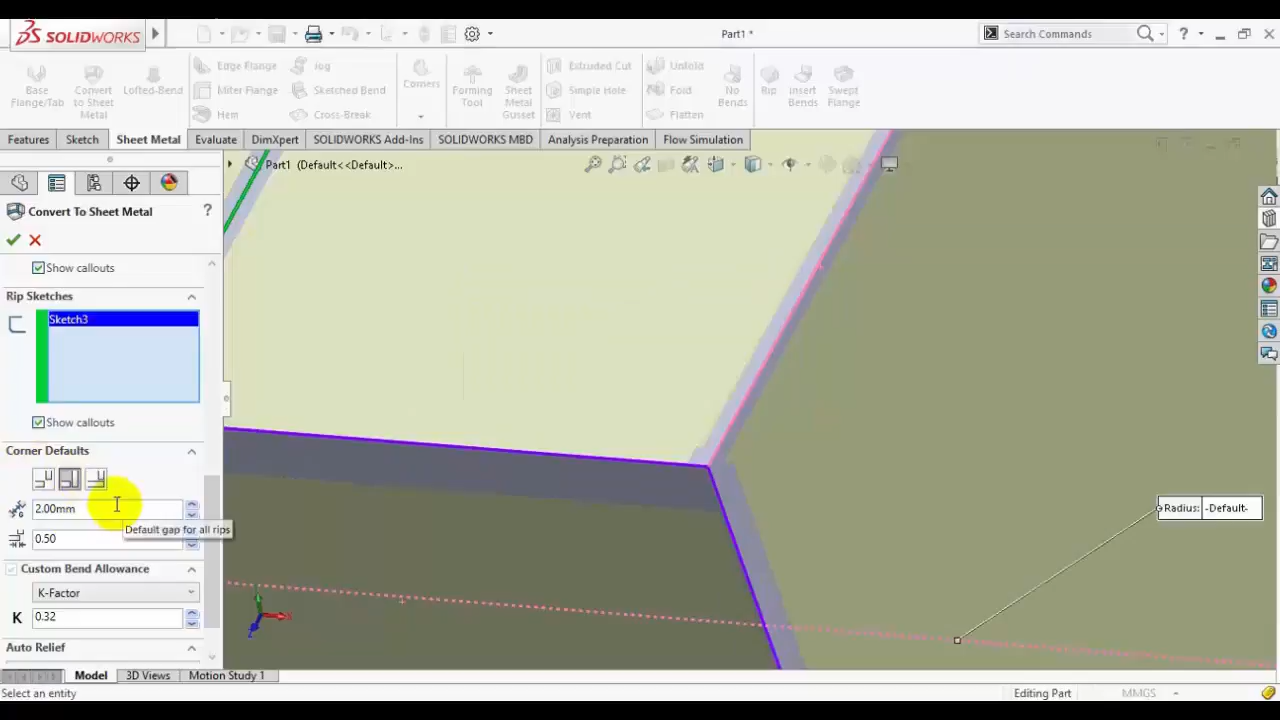 SOLIDWORKS
Part1 *
Search Commands
?
Base Flange/Tab
Convert to Sheet Metal
Lofted-Bend
Edge Flange
Miter Flange
Hem
Jog
Sketched Bend
Cross-Break
Corners
Forming Tool
Sheet Metal Gusset
Extruded Cut
Simple Hole
Vent
Unfold
Fold
Flatten
No Bends
Rip
Insert Bends
Swept Flange
Features
Sketch
Sheet Metal
Evaluate
DimXpert
SOLIDWORKS Add-Ins
SOLIDWORKS MBD
Analysis Preparation
Flow Simulation
Part1 (Default<<Default>...
Convert To Sheet Metal
?
Show callouts
Rip Sketches
Sketch3
Show callouts
Corner Defaults
2.00mm
Default gap for all rips
0.50
Custom Bend Allowance
K-Factor
K
0.32
Auto Relief
Radius: -Default-
Model
3D Views
Motion Study 1
Select an entity
Editing Part
MMGS